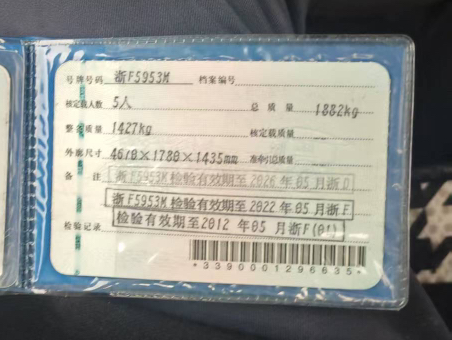 号牌号码 浙F5953M 档案编号
核定载人数 5人 总质量 1882kg
整备质量 1427kg 核定载质量
外廓尺寸 4670×1780×1435mm 准牵引总质量
备注 浙F5953M检验有效期至2026年05月浙
浙F5953M检验有效期至2022年05月浙F
检验记录 检验有效期至2012年05月浙F(01)
*3390001296835*